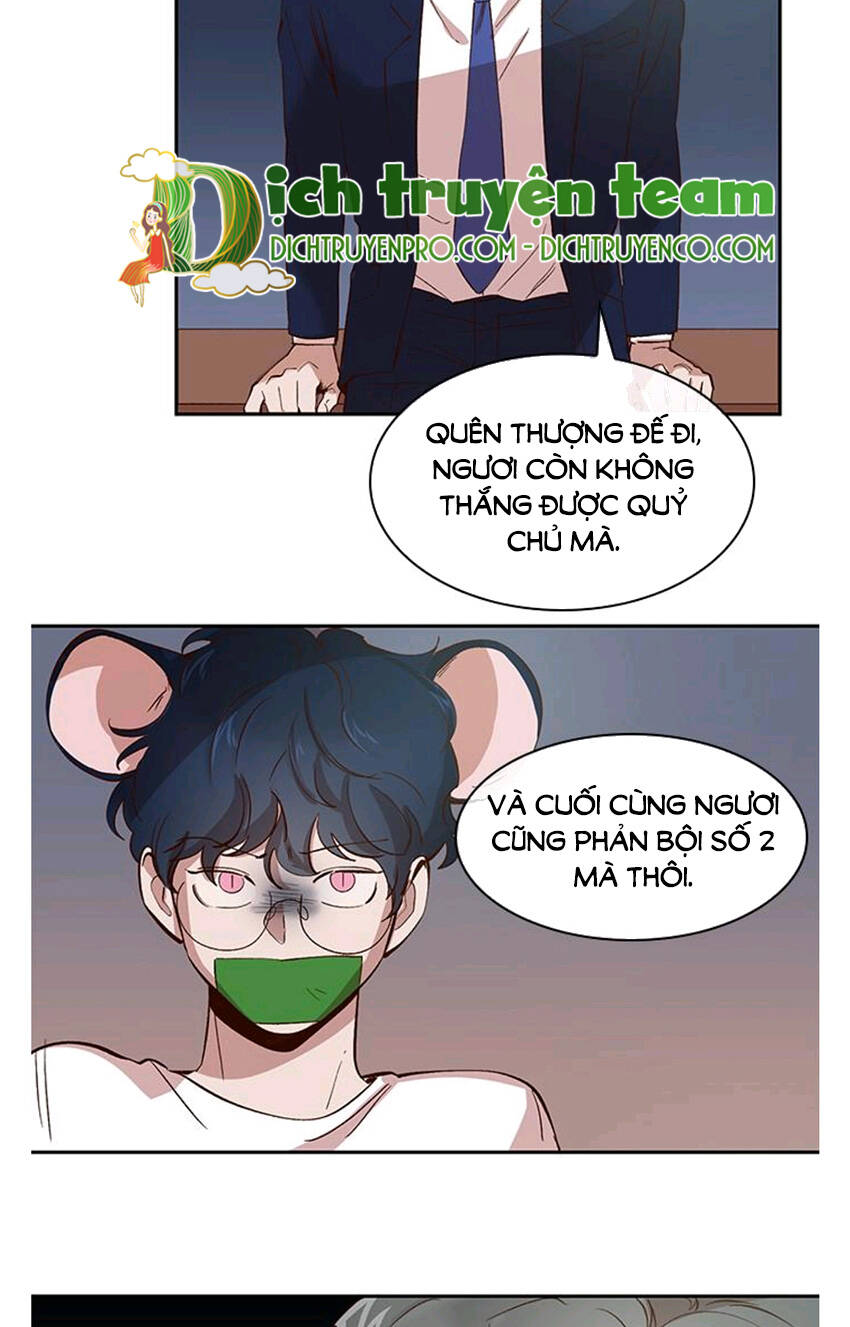 Dịch truyện team
DICHTRUYENPRO.COM - DICHTRUYENCO.COM
QUÊN THƯỢNG ĐẾ ĐI,
NGƯƠI CÒN KHÔNG
THẮNG ĐƯỢC QUỶ
CHỦ MÀ.
VÀ CUỐI CÙNG NGƯƠI
CŨNG PHẢN BỘI SỐ 2
MÀ THÔI.